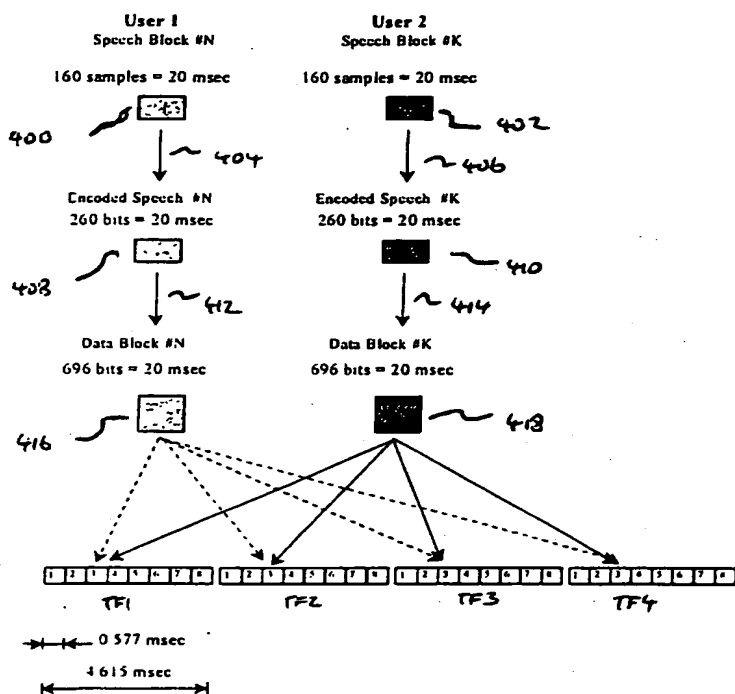 User 1
Speech Block #N
User 2
Speech Block #K
160 samples = 20 msec
160 samples = 20 msec
400
402
404
406
Encoded Speech #N
260 bits = 20 msec
Encoded Speech #K
260 bits = 20 msec
408
410
412
414
Data Block #N
696 bits = 20 msec
Data Block #K
696 bits = 20 msec
416
418
1 2 3 4 5 6 7 8
1 2 3 4 5 6 7 8
1 2 3 4 5 6 7 8
1 2 3 4 5 6 7 8
TF1
TF2
TF3
TF4
0 577 msec
4 615 msec